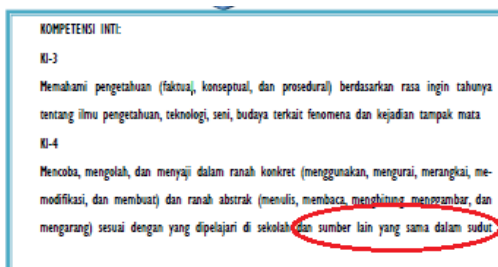 KOMPETENSI INTI:
KI-3
Memahami pengetahuan (faktual, konseptual, dan prosedural) berdasarkan rasa ingin tahunya
tentang ilmu pengetahuan, teknologi, seni, budaya terkait fenomena dan kejadian tampak mata
KI-4
Mencoba, mengolah, dan menyaji dalam ranah konkret (menggunakan, mengurai, merangkai, me-
modifikasi, dan membuat) dan ranah abstrak (menulis, membaca, menghitung, menggambar, dan
mengarang) sesuai dengan yang dipelajari di sekolah dan sumber lain yang sama dalam sudut